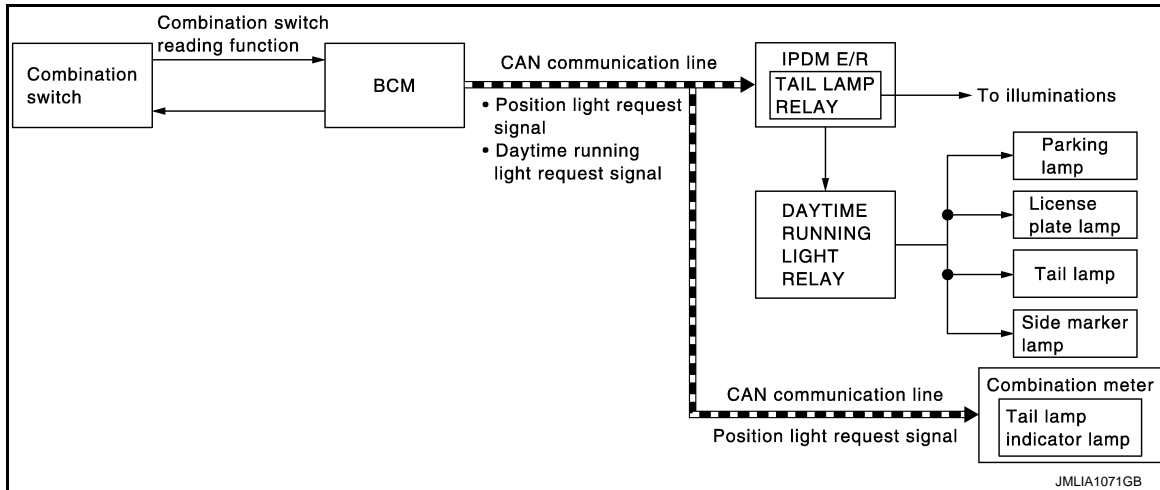 Combination switch
reading function
Combination
switch
BCM
CAN communication line
• Position light request
signal
• Daytime running
light request signal
IPDM E/R
TAIL LAMP
RELAY
To illuminations
DAYTIME
RUNNING
LIGHT
RELAY
Parking
lamp
License
plate lamp
Tail lamp
Side marker
lamp
CAN communication line
Position light request signal
Combination meter
Tail lamp
indicator lamp
JMLIA1071GB